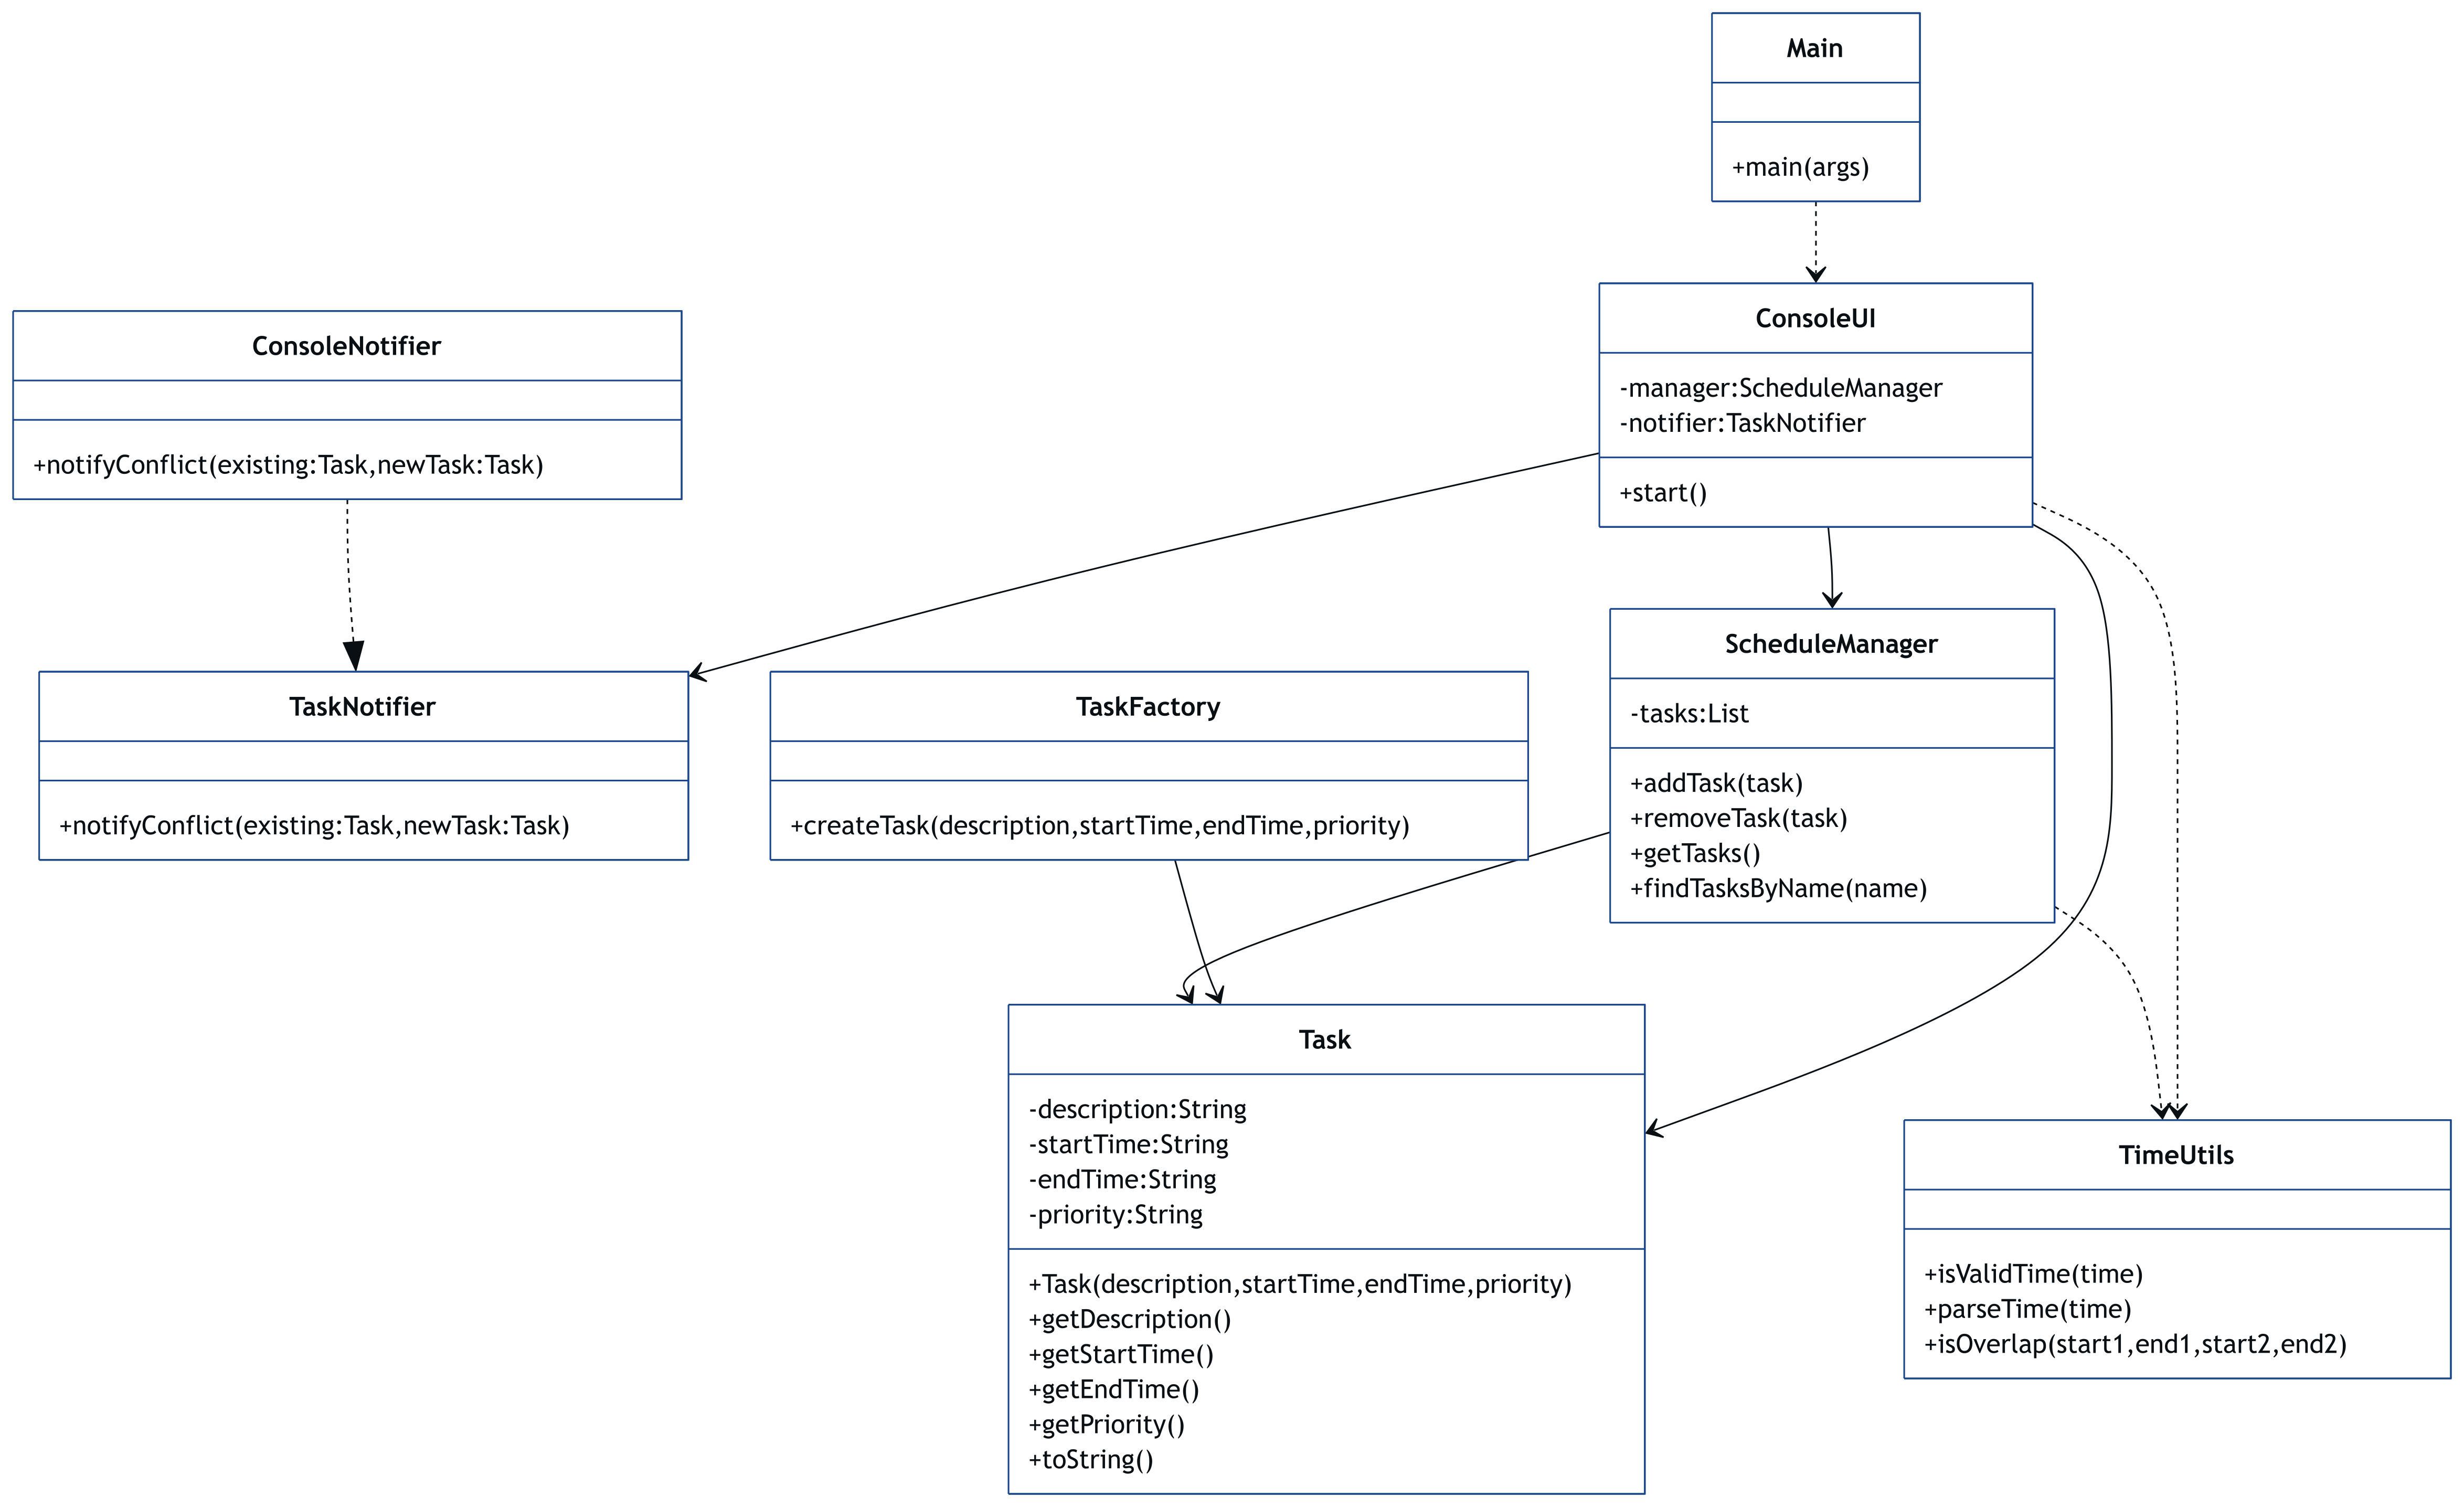 Main
+main(args)
ConsoleNotifier
+notifyConflict(existing:Task,newTask:Task)
ConsoleUI
-manager:ScheduleManager
-notifier:TaskNotifier
+start()
TaskNotifier
+notifyConflict(existing:Task,newTask:Task)
TaskFactory
+createTask(description,startTime,endTime,priority)
ScheduleManager
-tasks:List
+addTask(task)
+removeTask(task)
+getTasks()
+findTasksByName(name)
Task
-description:String
-startTime:String
-endTime:String
-priority:String
+Task(description,startTime,endTime,priority)
+getDescription()
+getStartTime()
+getEndTime()
+getPriority()
+toString()
TimeUtils
+isValidTime(time)
+parseTime(time)
+isOverlap(start1,end1,start2,end2)